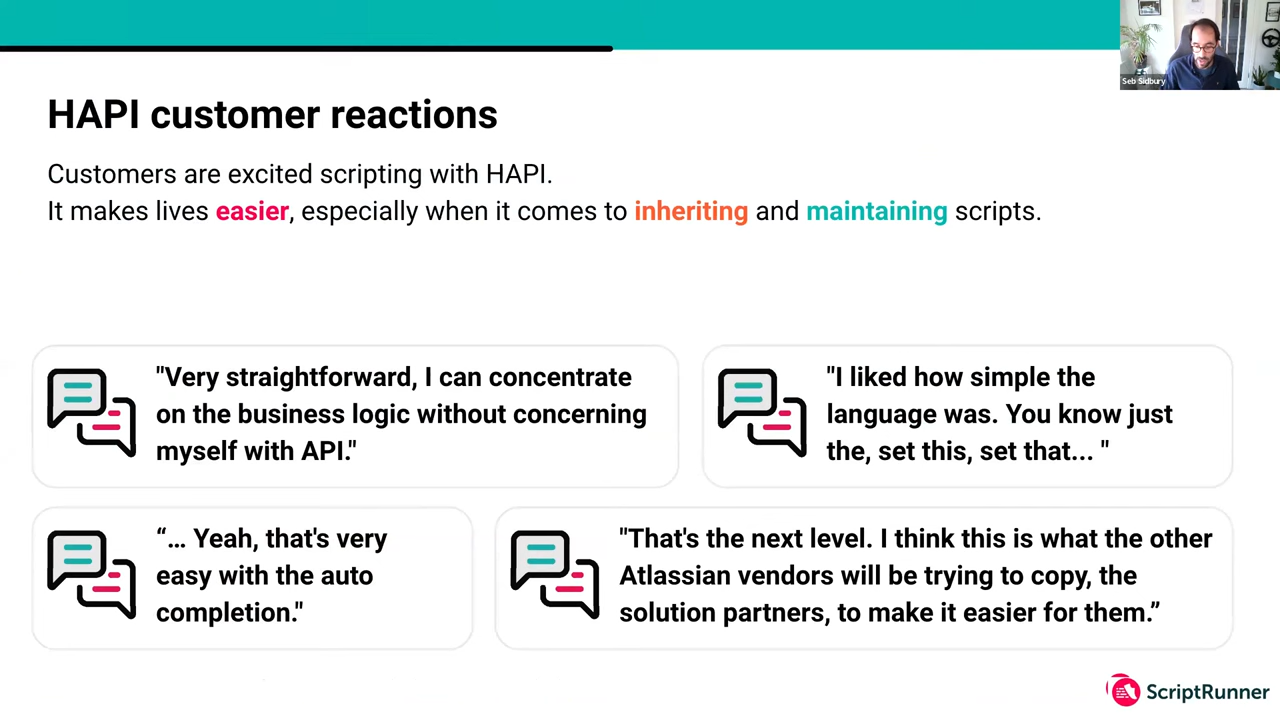 Seb Sidbury
HAPI customer reactions
Customers are excited scripting with HAPI.
It makes lives easier, especially when it comes to inheriting and maintaining scripts.
"Very straightforward, I can concentrate
on the business logic without concerning
myself with API."
"I liked how simple the
language was. You know just
the, set this, set that... "
“… Yeah, that's very
easy with the auto
completion."
"That's the next level. I think this is what the other
Atlassian vendors will be trying to copy, the
solution partners, to make it easier for them.”
ScriptRunner